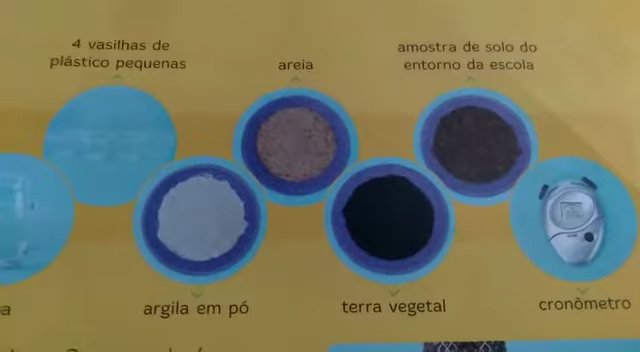 4 vasilhas de
plástico pequenas
areia
amostra de solo do
entorno da escola
argila em pó
terra vegetal
cronômetro